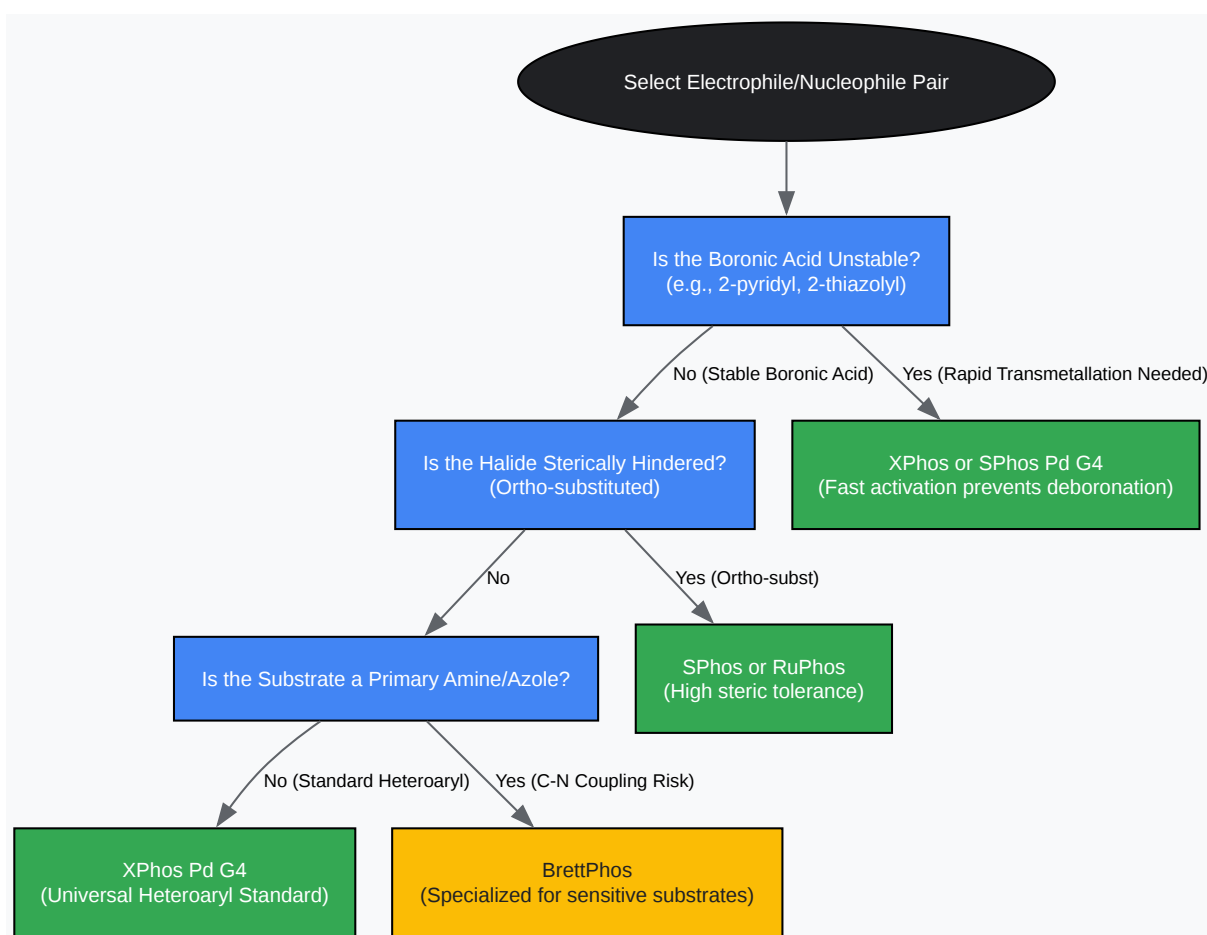 Select Electrophile/Nucleophile Pair
Is the Boronic Acid Unstable?
(e.g., 2-pyridyl, 2-thiazolyl)
No (Stable Boronic Acid)
Yes (Rapid Transmetallation Needed)
Is the Halide Sterically Hindered?
(Ortho-substituted)
XPhos or SPhos Pd G4
(Fast activation prevents deboronation)
No
Yes (Ortho-subst)
Is the Substrate a Primary Amine/Azole?
SPhos or RuPhos
(High steric tolerance)
No (Standard Heteroaryl)
Yes (C-N Coupling Risk)
XPhos Pd G4
(Universal Heteroaryl Standard)
BrettPhos
(Specialized for sensitive substrates)